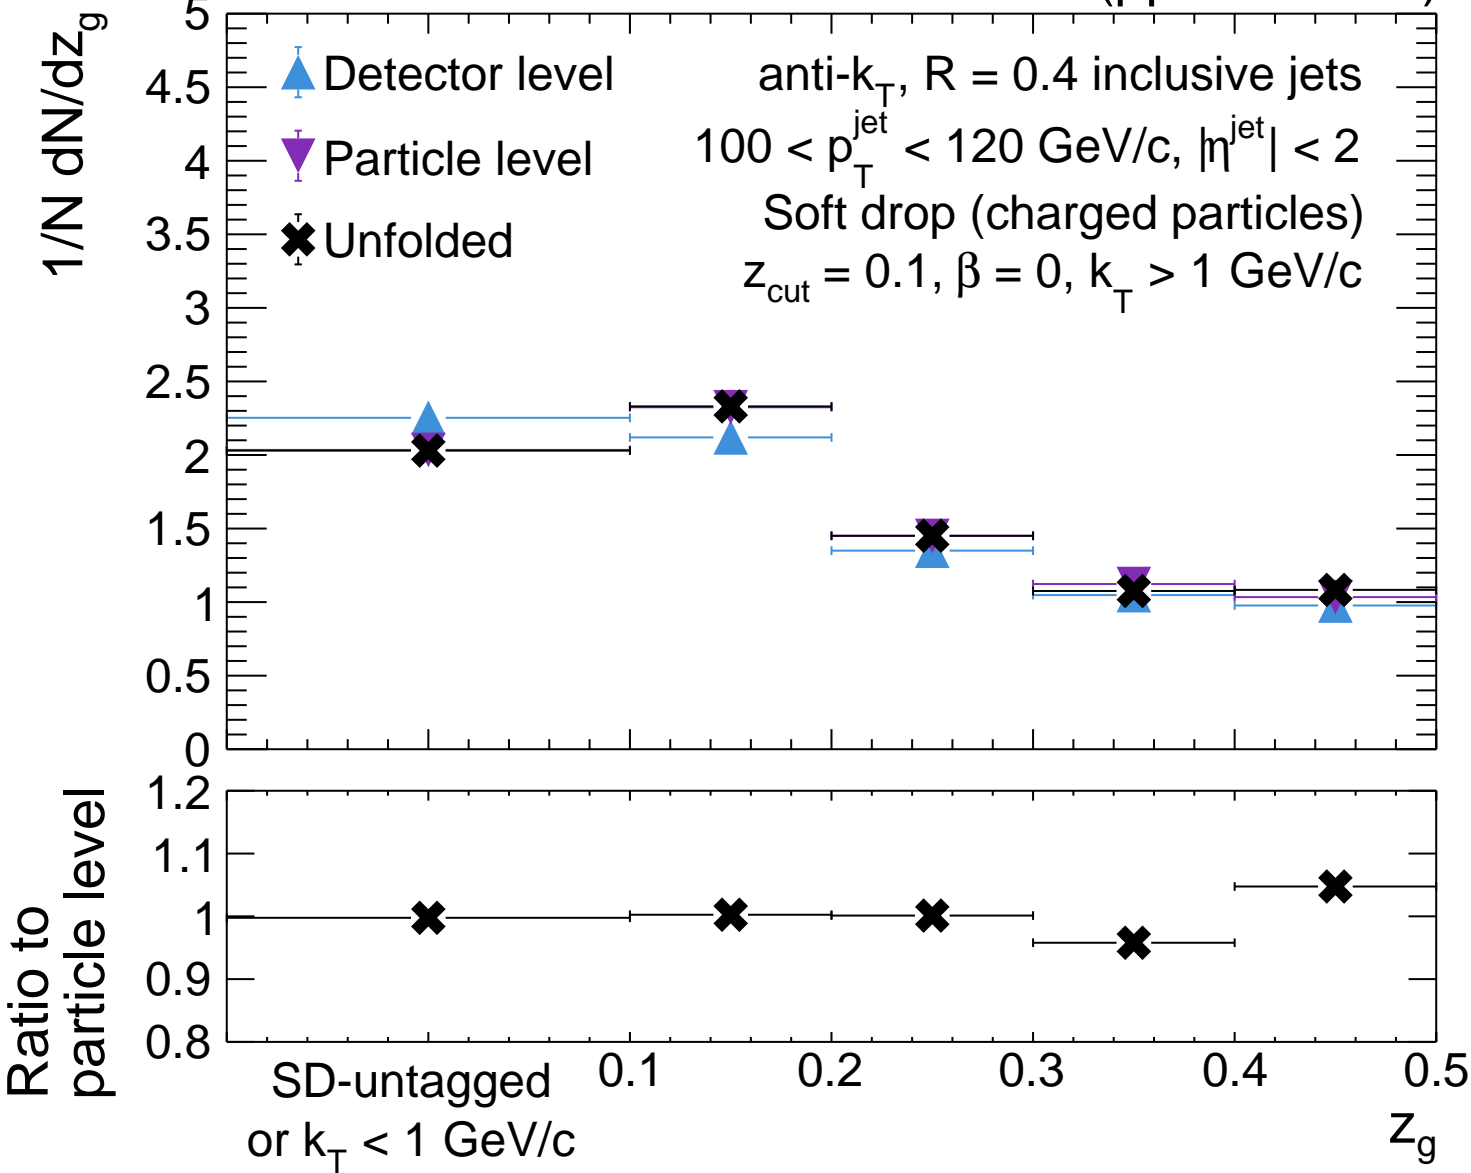 1/N dN/dz_g
5
4.5
4
3.5
3
2.5
2
1.5
1
0.5
0
Detector level
Particle level
Unfolded
anti-k_T, R = 0.4 inclusive jets
100 < p_T^jet < 120 GeV/c, |η^jet| < 2
Soft drop (charged particles)
z_cut = 0.1, β = 0, k_T > 1 GeV/c
Ratio to
particle level
1.2
1.1
1
0.9
0.8
SD-untagged
or k_T < 1 GeV/c
0.1
0.2
0.3
0.4
0.5
z_g